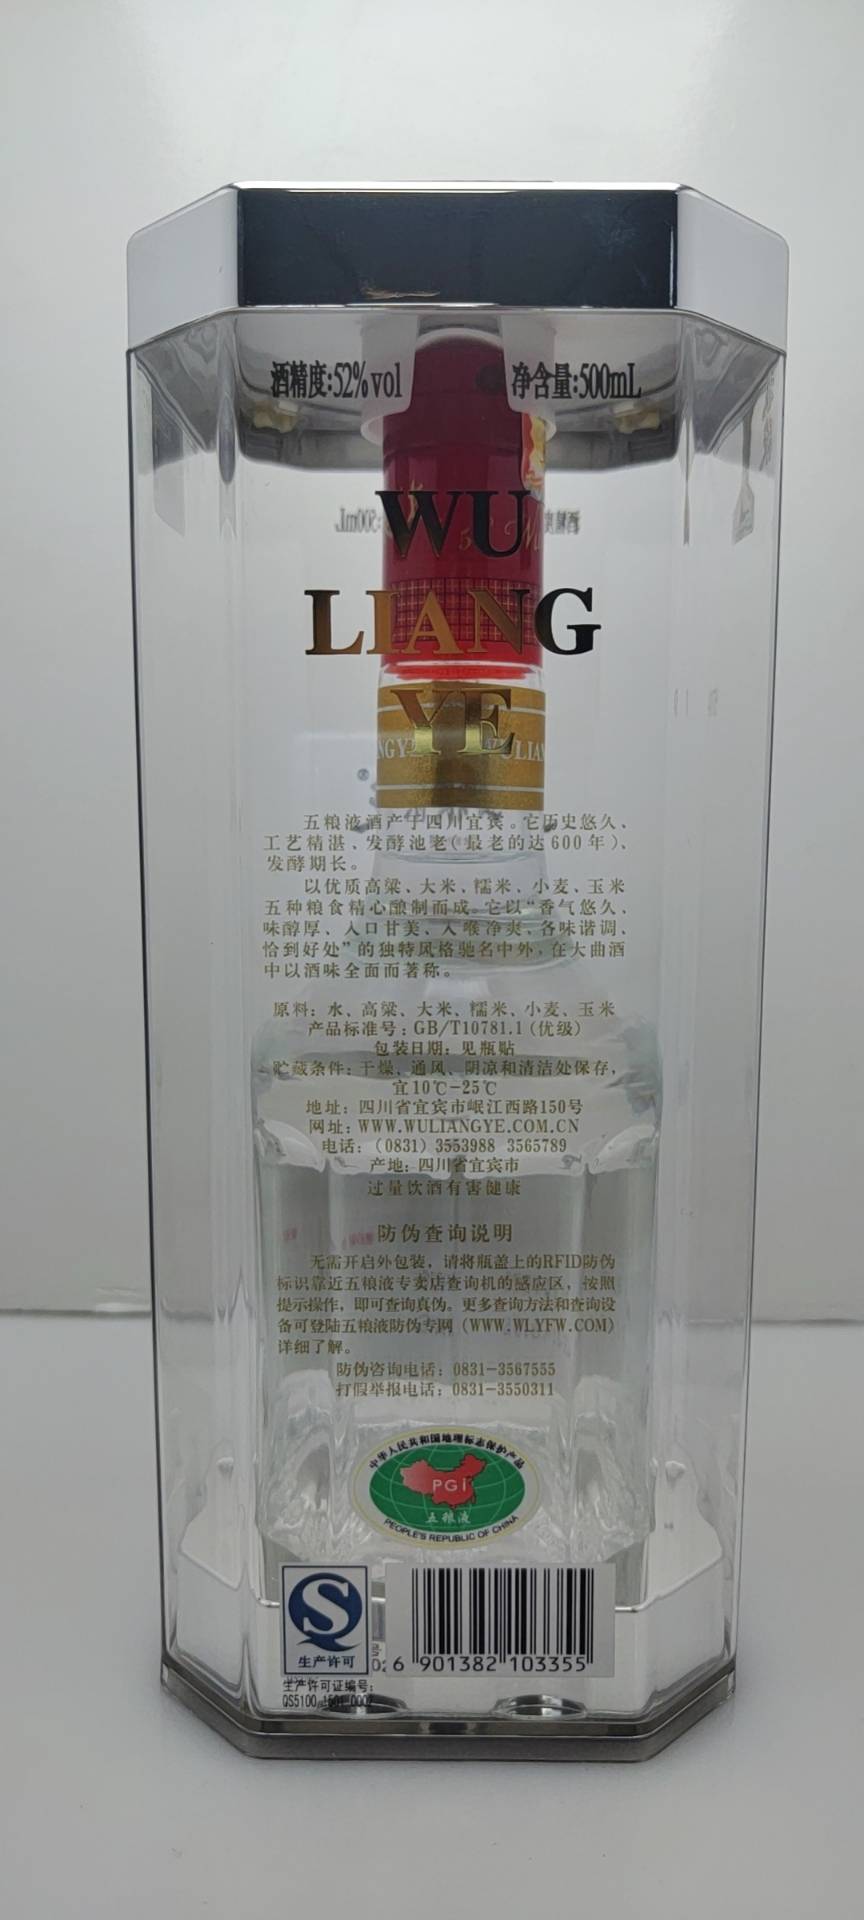 酒精度:52%vol 净含量:500mL
WU
LIANG
YE
五粮液酒产于四川宜宾。它历史悠久、
工艺精湛、发酵池老(最老的达600年)、
发酵期长。
以优质高粱、大米、糯米、小麦、玉米
五种粮食精心酿制而成。它以“香气悠久、
味醇厚、入口甘美、入喉净爽、各味谐调、
恰到好处”的独特风格驰名中外,在大曲酒
中以酒味全面而著称。
原料:水、高粱、大米、糯米、小麦、玉米
产品标准号:GB/T10781.1(优级)
包装日期:见瓶贴
贮藏条件:干燥、通风、阴凉和清洁处保存,
宜10℃-25℃
地址:四川省宜宾市岷江西路150号
网址:WWW.WULIANGYE.COM.CN
电话:(0831)3553988 3565789
产地:四川省宜宾市
过量饮酒有害健康
防伪查询说明
无需开启外包装,请将瓶盖上的RFID防伪
标识靠近五粮液专卖店查询机的感应区,按照
提示操作,即可查询真伪。更多查询方法和查询设
备可登陆五粮液防伪专网(WWW.WLYFW.COM)
详细了解。
防伪咨询电话:0831-3567555
打假举报电话:0831-3550311
中华人民共和国地理标志保护产品
PGI
五粮液
PEOPLE'S REPUBLIC OF CHINA
生产许可
6 901382 103355
生产许可证编号:
QS5100 1501 0002